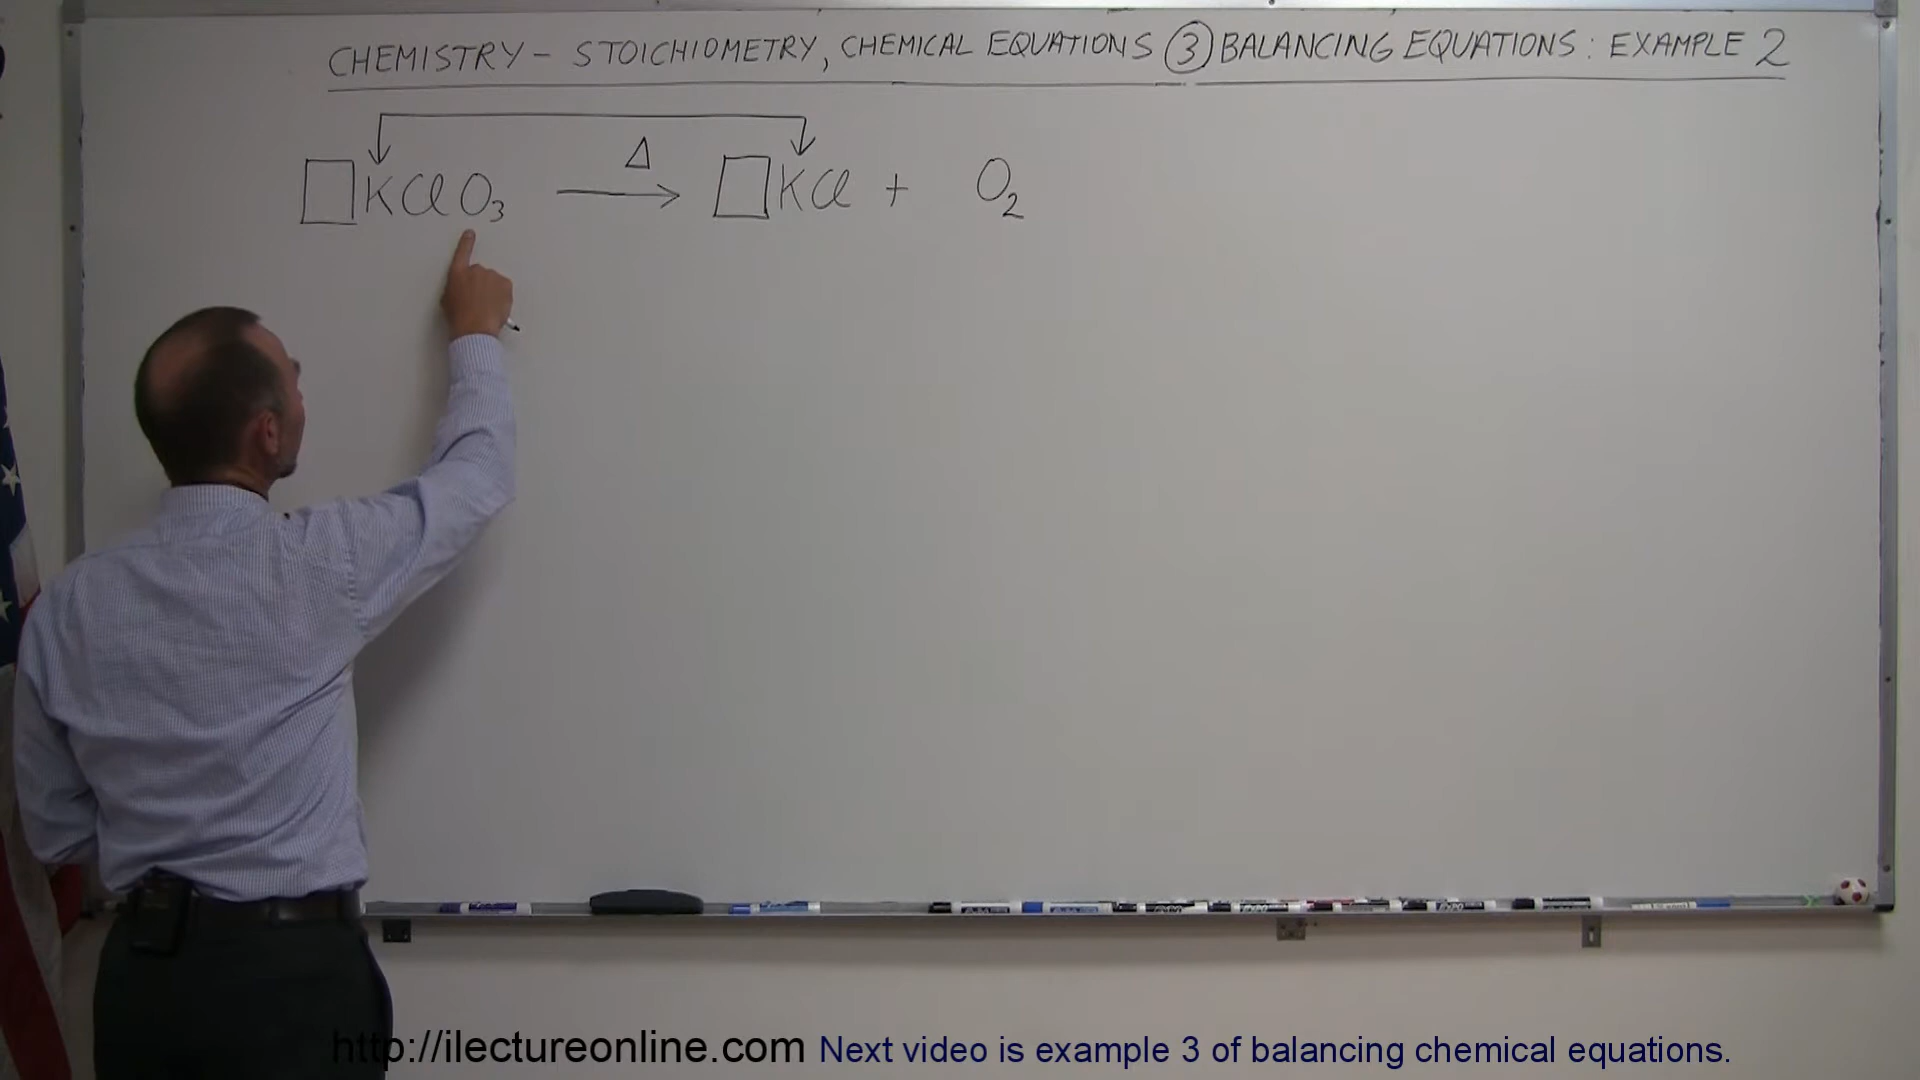 CHEMISTRY - STOICHIOMETRY, CHEMICAL EQUATIONS ③ BALANCING EQUATIONS: EXAMPLE 2
Δ
□ KClO₃ → □ KCl + O₂
http://ilectureonline.com Next video is example 3 of balancing chemical equations.